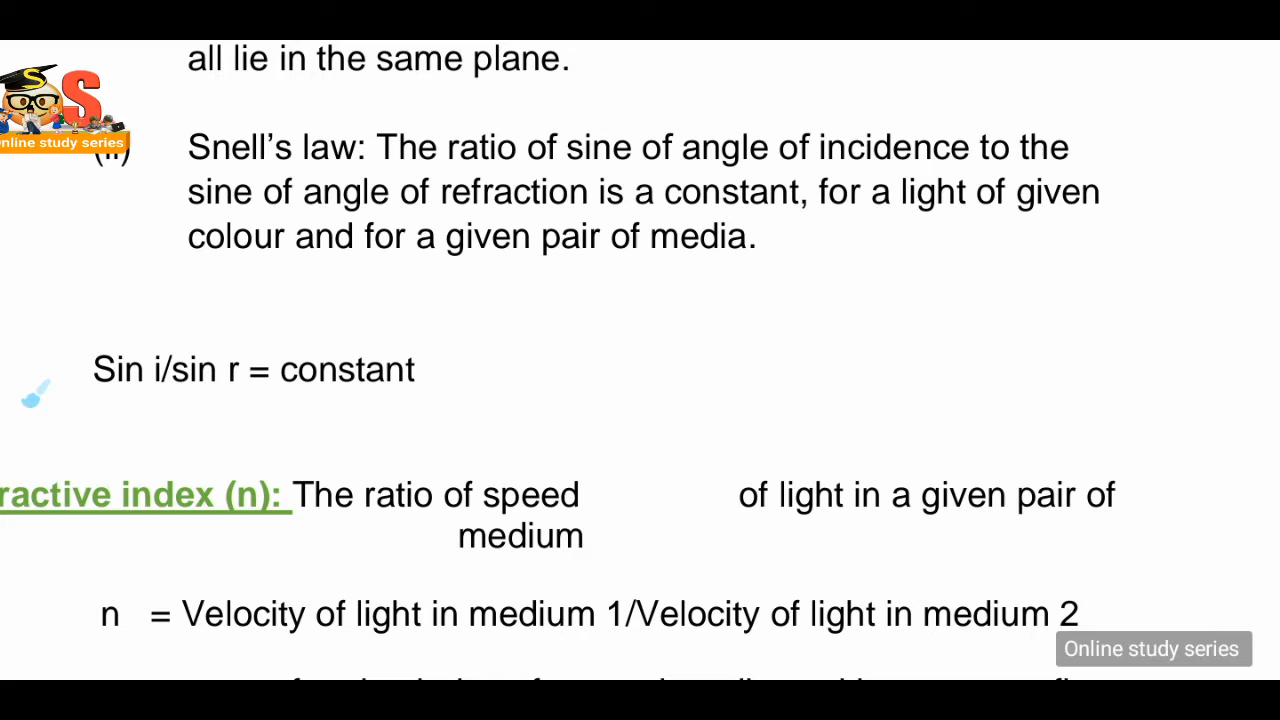 all lie in the same plane.
S
S
nline study series
Snell's law: The ratio of sine of angle of incidence to the
sine of angle of refraction is a constant, for a light of given
colour and for a given pair of media.
Sin i/sin r = constant
ractive index (n): The ratio of speed of light in a given pair of
medium
n = Velocity of light in medium 1/Velocity of light in medium 2
Online study series